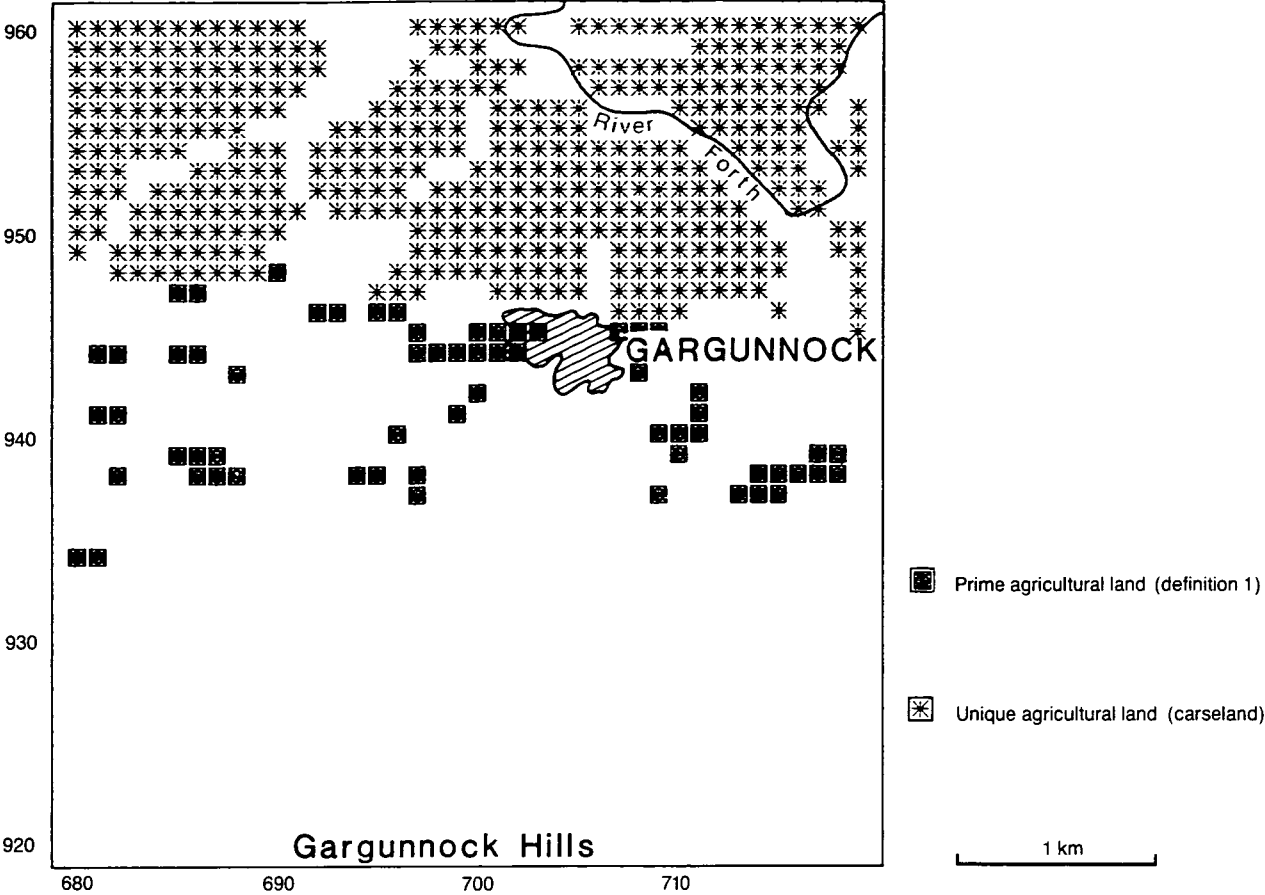 960
950
940
930
920
680
690
700
710
River
Forth
GARGUNNOCK
Gargunnock Hills
Prime agricultural land (definition 1)
Unique agricultural land (carseland)
1 km